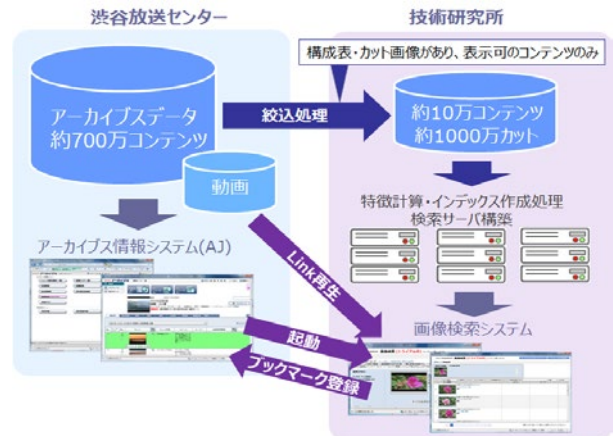 渋谷放送センター
技術研究所
構成表・カット画像があり、表示可のコンテンツのみ
アーカイブスデータ
約700万コンテンツ
絞込処理
約10万コンテンツ
約1000万カット
動画
特徴計算・インデックス作成処理
検索サーバ構築
アーカイブス情報システム(AJ)
Link再生
画像検索システム
起動
ブックマーク登録